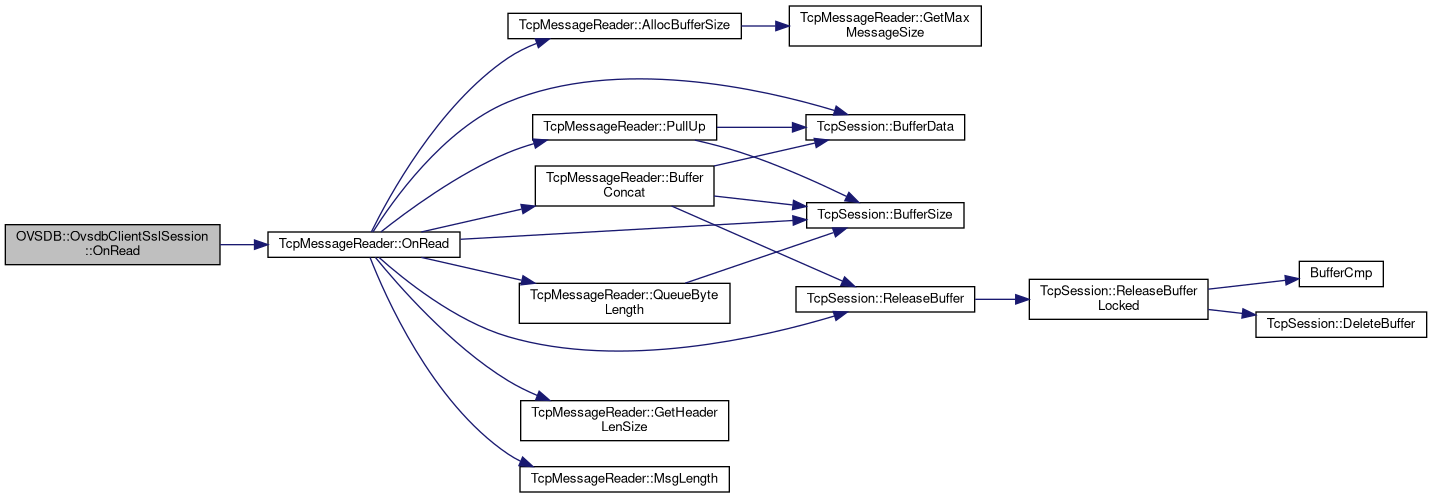 OVSDB::OvsdbClientSslSession
::OnRead
TcpMessageReader::OnRead
TcpMessageReader::AllocBufferSize
TcpMessageReader::GetMax
MessageSize
TcpMessageReader::PullUp
TcpSession::BufferData
TcpMessageReader::Buffer
Concat
TcpSession::BufferSize
TcpMessageReader::QueueByte
Length
TcpSession::ReleaseBuffer
TcpSession::ReleaseBuffer
Locked
BufferCmp
TcpSession::DeleteBuffer
TcpMessageReader::GetHeader
LenSize
TcpMessageReader::MsgLength